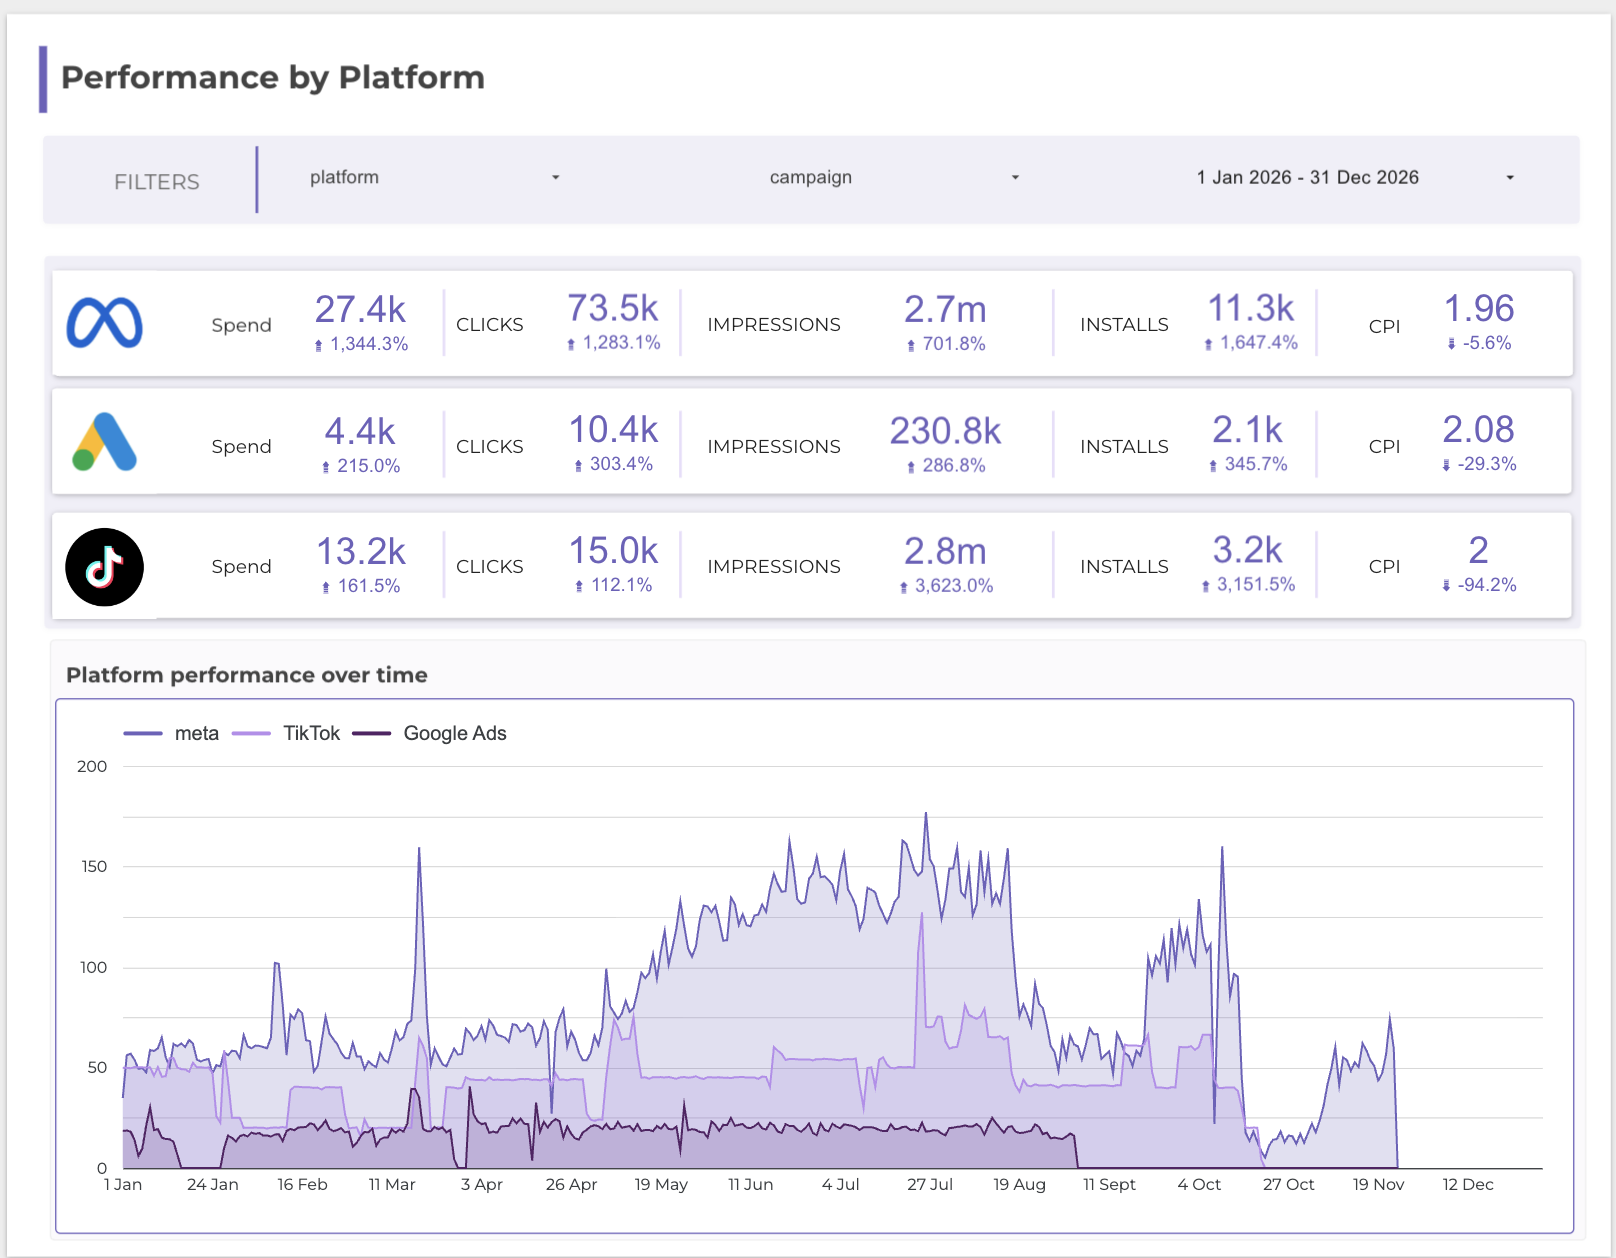 Performance by Platform
FILTERS platform campaign 1 Jan 2026 - 31 Dec 2026
Spend 27.4k CLICKS 73.5k IMPRESSIONS 2.7m INSTALLS 11.3k CPI 1.96
1,344.3% 1,283.1% 701.8% 1,647.4% -5.6%
Spend 4.4k CLICKS 10.4k IMPRESSIONS 230.8k INSTALLS 2.1k CPI 2.08
215.0% 303.4% 286.8% 345.7% -29.3%
Spend 13.2k CLICKS 15.0k IMPRESSIONS 2.8m INSTALLS 3.2k CPI 2
161.5% 112.1% 3,623.0% 3,151.5% -94.2%
Platform performance over time
meta TikTok Google Ads
200
150
100
50
0
1 Jan 24 Jan 16 Feb 11 Mar 3 Apr 26 Apr 19 May 11 Jun 4 Jul 27 Jul 19 Aug 11 Sept 4 Oct 27 Oct 19 Nov 12 Dec